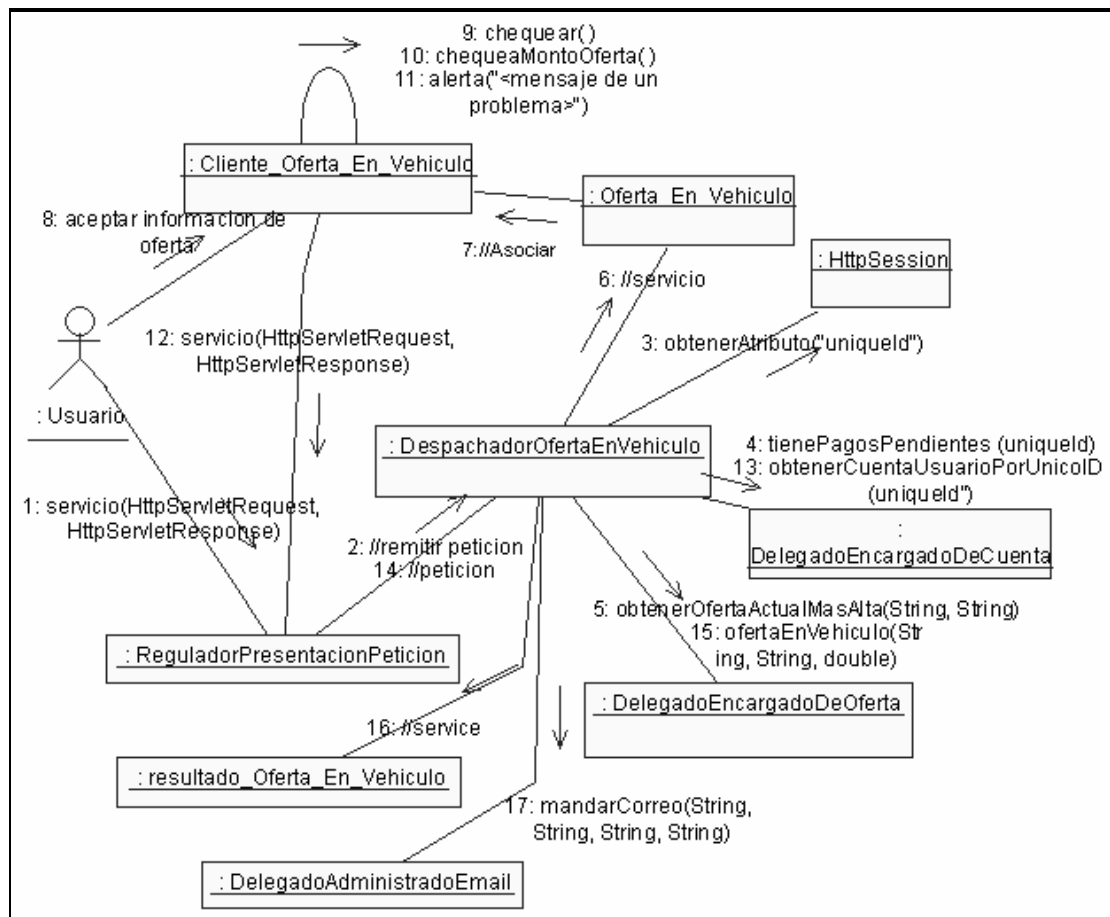 9: chequear()
10: chequeaMontoOferta()
11: alerta("<mensaje de un
problema>")
: Cliente_Oferta_En_Vehiculo
: Oferta_En_Vehiculo
8: aceptar informacion de
oferta
7://Asociar
: HttpSession
6: //servicio
12: servicio(HttpServletRequest,
HttpServletResponse)
3: obtenerAtributo("uniqueId")
: Usuario
: DespachadorOfertaEnVehiculo
4: tienePagosPendientes (uniqueId)
13: obtenerCuentaUsuarioPorUnicoID
(uniqueId")
1: servicio(HttpServletRequest,
HttpServletResponse)
2: //remitir peticion
14: //peticion
:
DelegadoEncargadoDeCuenta
5: obtenerOfertaActualMasAlta(String, String)
15: ofertaEnVehiculo(Str
ing, String, double)
: ReguladorPresentacionPeticion
: DelegadoEncargadoDeOferta
16: //service
: resultado_Oferta_En_Vehiculo
17: mandarCorreo(String,
String, String, String)
: DelegadoAdministradoEmail